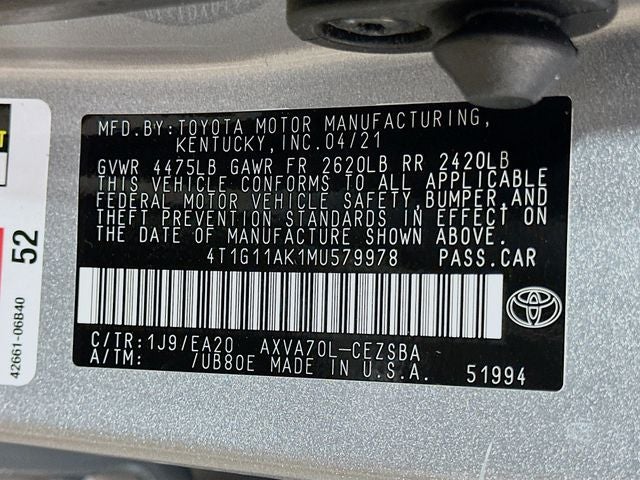 MFD.BY:TOYOTA MOTOR MANUFACTURING,
KENTUCKY,INC.04/21
GVWR 4475LB GAWR FR 2620LB RR 2420LB
THIS VEHICLE CONFORMS TO ALL APPLICABLE
FEDERAL MOTOR VEHICLE SAFETY,BUMPER,AND
THEFT PREVENTION STANDARDS IN EFFECT ON
THE DATE OF MANUFACTURE SHOWN ABOVE.
4T1G11AK1MU579978 PASS.CAR
C/TR:1J9/EA20 AXVA70L-CEZSBA
A/TM: 7UB80E MADE IN U.S.A. 51994
52
42661-06B40